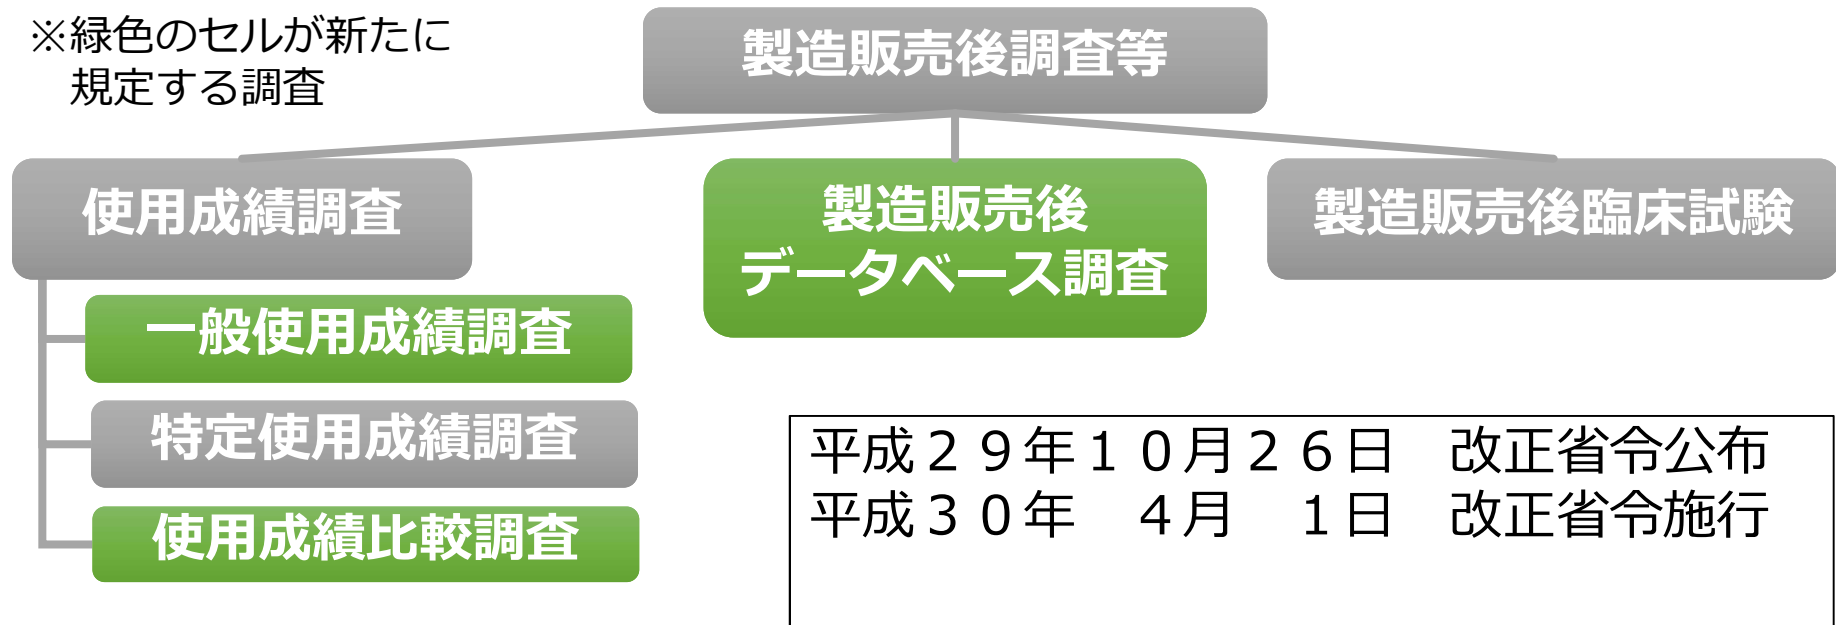 ※緑色のセルが新たに
規定する調査
製造販売後調査等
使用成績調査
製造販売後
データベース調査
製造販売後臨床試験
一般使用成績調査
特定使用成績調査
使用成績比較調査
平成２９年１０月２６日　改正省令公布
平成３０年　４月　１日　改正省令施行